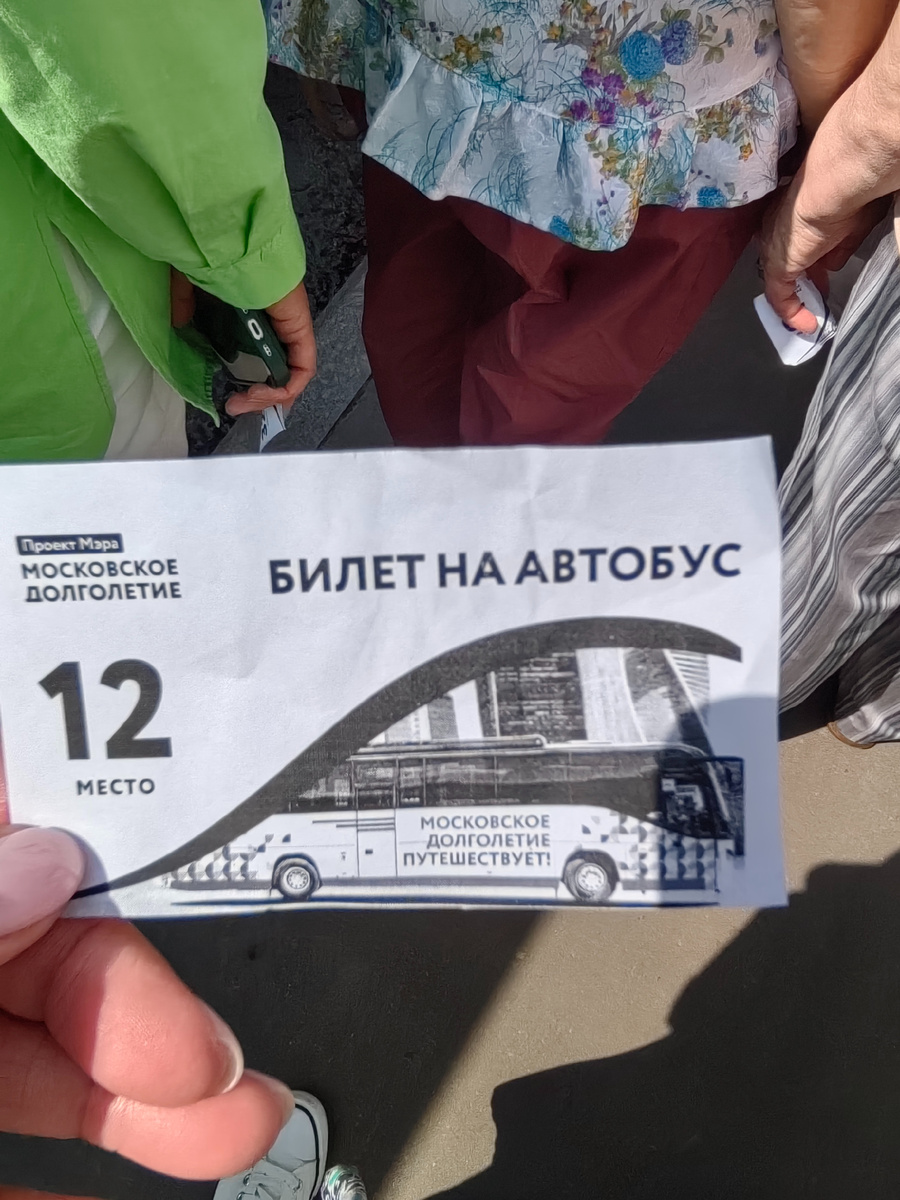 Проект Мэра
МОСКОВСКОЕ
ДОЛГОЛЕТИЕ
БИЛЕТ НА АВТОБУС
12
МЕСТО
МОСКОВСКОЕ
ДОЛГОЛЕТИЕ
ПУТЕШЕСТВУЕТ!